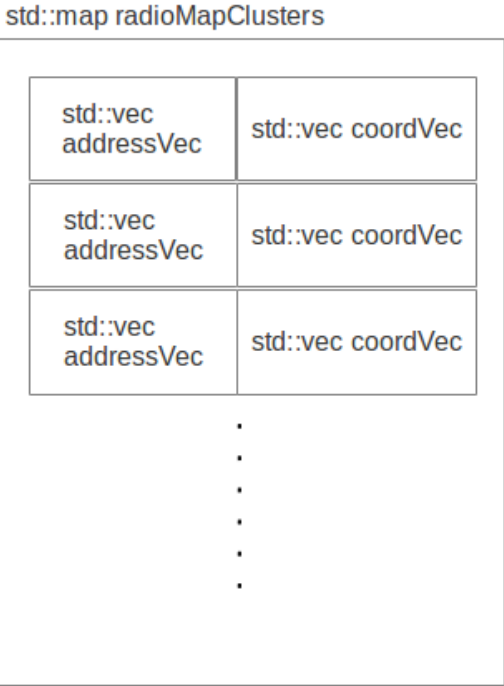 std::map radioMapClusters
std::vec
addressVec
std::vec coordVec
std::vec
addressVec
std::vec coordVec
std::vec
addressVec
std::vec coordVec
.
.
.
.
.
.